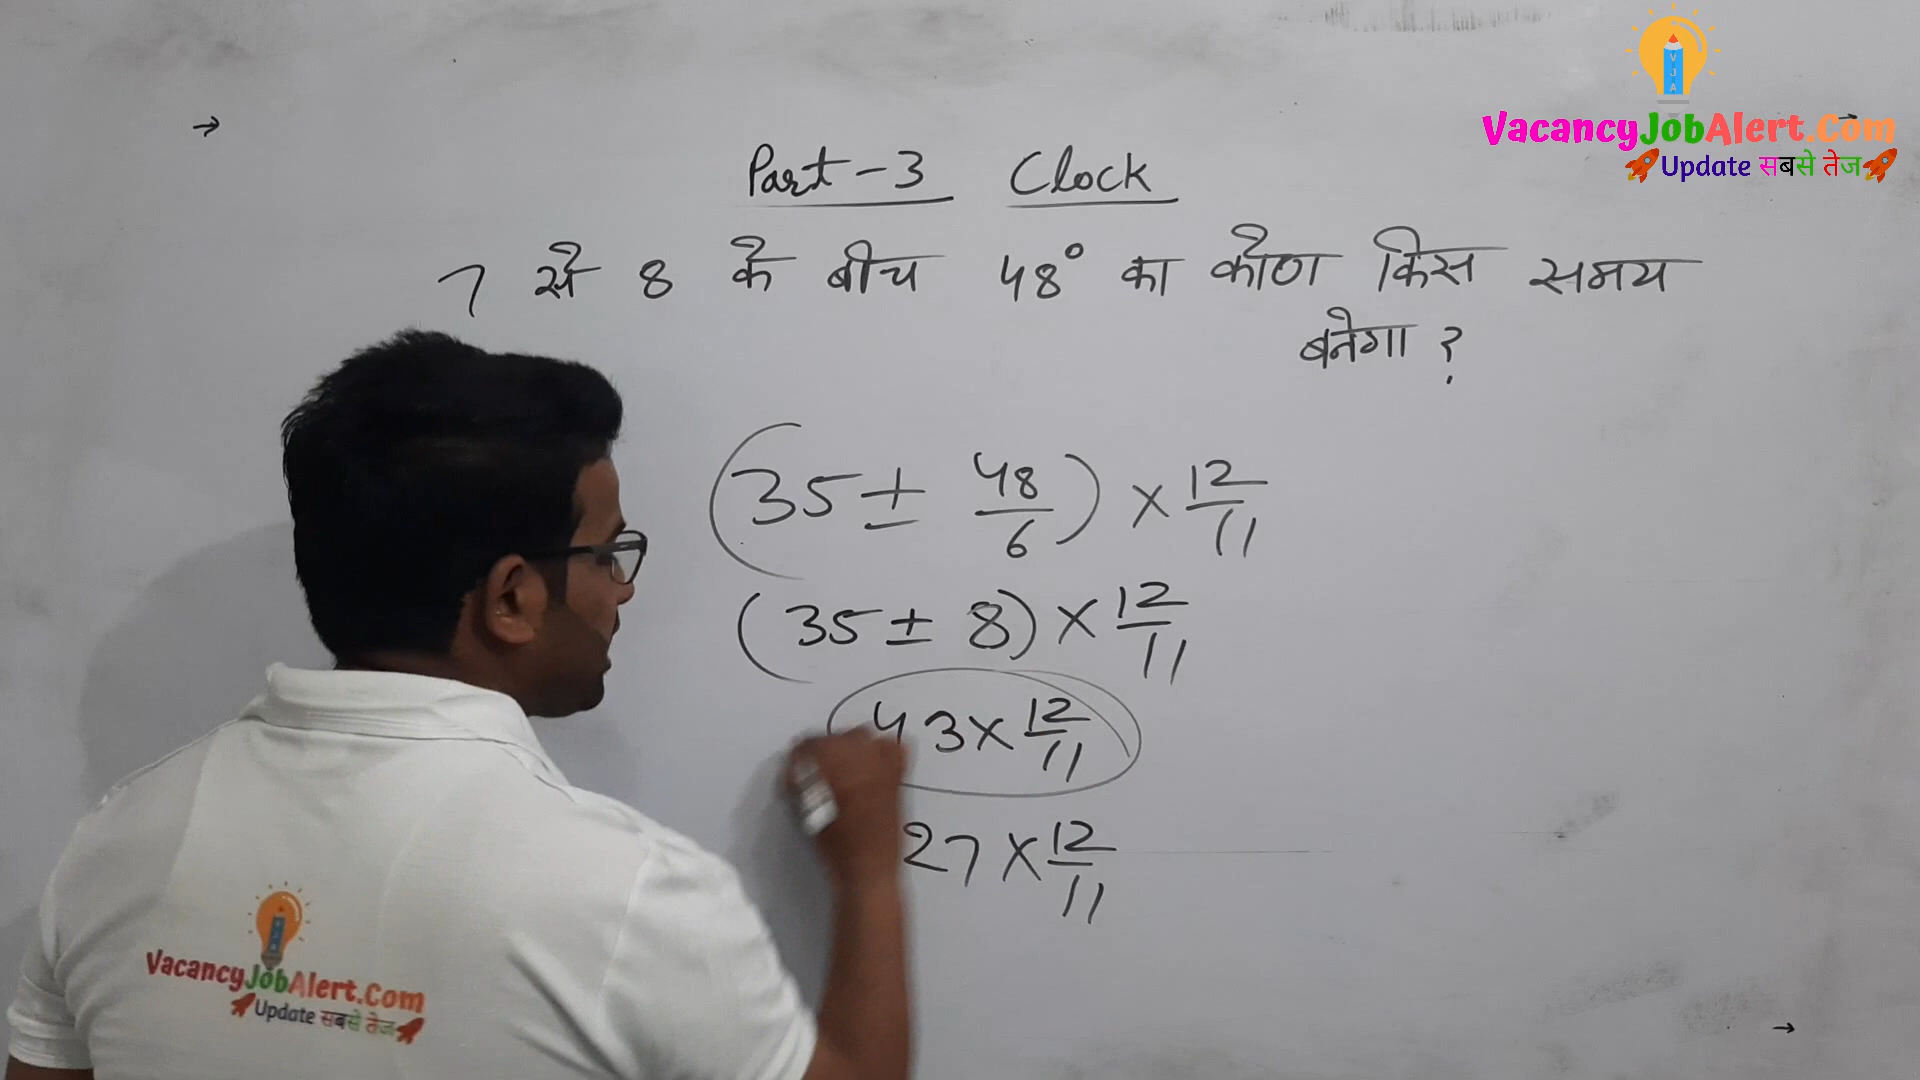 VacancyJobAlert.Com
Update सबसे तेज
Part-3 Clock
7 से 8 के बीच 48° का कोण किस समय
बनेगा ?
(35 ± 48/6) × 12/11
(35 ± 8) × 12/11
43 × 12/11
27 × 12/11
VacancyJobAlert.Com
Update सबसे तेज